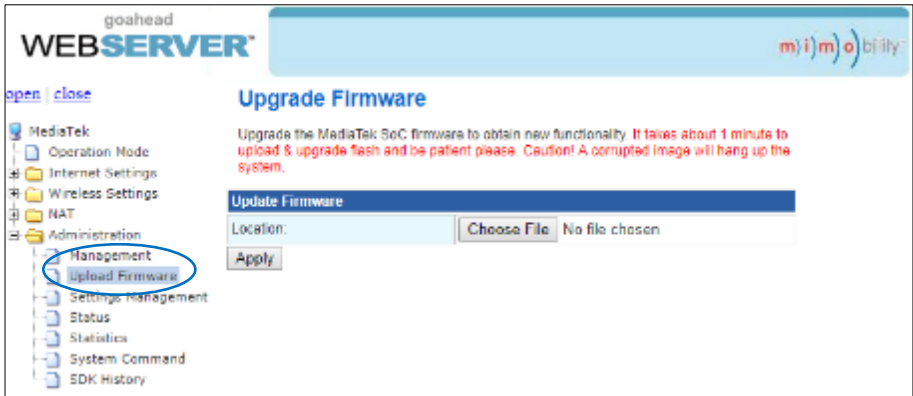 goahead
WEBSERVER™
m)i)m)o)bility™
open | close
MediaTek
Operation Mode
Internet Settings
Wireless Settings
NAT
Administration
Management
Upload Firmware
Settings Management
Status
Statistics
System Command
SDK History
Upgrade Firmware
Upgrade the MediaTek SoC firmware to obtain new functionality. It takes about 1 minute to
upload & upgrade flash and be patient please. Caution! A corrupted image will hang up the
system.
Update Firmware
Location:
Choose File No file chosen
Apply